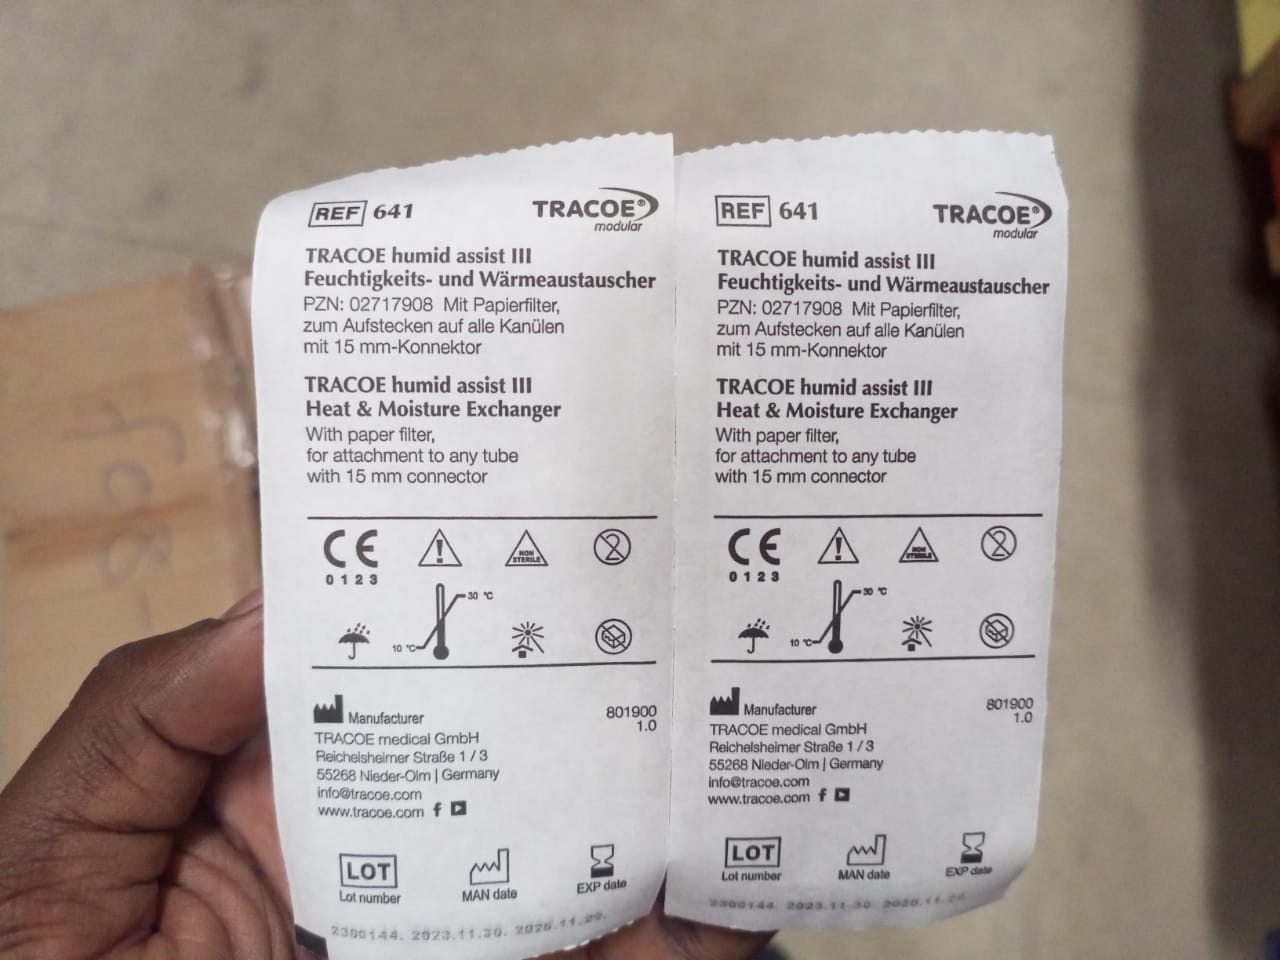 REF 641
TRACOE®
modular
TRACOE humid assist III
Feuchtigkeits- und Wärmeaustauscher
PZN: 02717908 Mit Papierfilter,
zum Aufstecken auf alle Kanülen
mit 15 mm-Konnektor
TRACOE humid assist III
Heat & Moisture Exchanger
With paper filter,
for attachment to any tube
with 15 mm connector
CE
0123
NON
STERILE
2
30 °C
10 °C
Manufacturer
TRACOE medical GmbH
Reichelsheimer Straße 1 / 3
55268 Nieder-Olm | Germany
info@tracoe.com
www.tracoe.com f
801900
1.0
LOT
Lot number
MAN date
EXP date
2300144. 2023.11.30.
REF 641
TRACOE®
modular
TRACOE humid assist III
Feuchtigkeits- und Wärmeaustauscher
PZN: 02717908 Mit Papierfilter,
zum Aufstecken auf alle Kanülen
mit 15 mm-Konnektor
TRACOE humid assist III
Heat & Moisture Exchanger
With paper filter,
for attachment to any tube
with 15 mm connector
CE
0123
NON
STERILE
2
30 °C
10 °C
Manufacturer
TRACOE medical GmbH
Reichelsheimer Straße 1 / 3
55268 Nieder-Olm | Germany
info@tracoe.com
www.tracoe.com f
801900
1.0
LOT
Lot number
MAN date
EXP date
2300144. 2023.11.30.